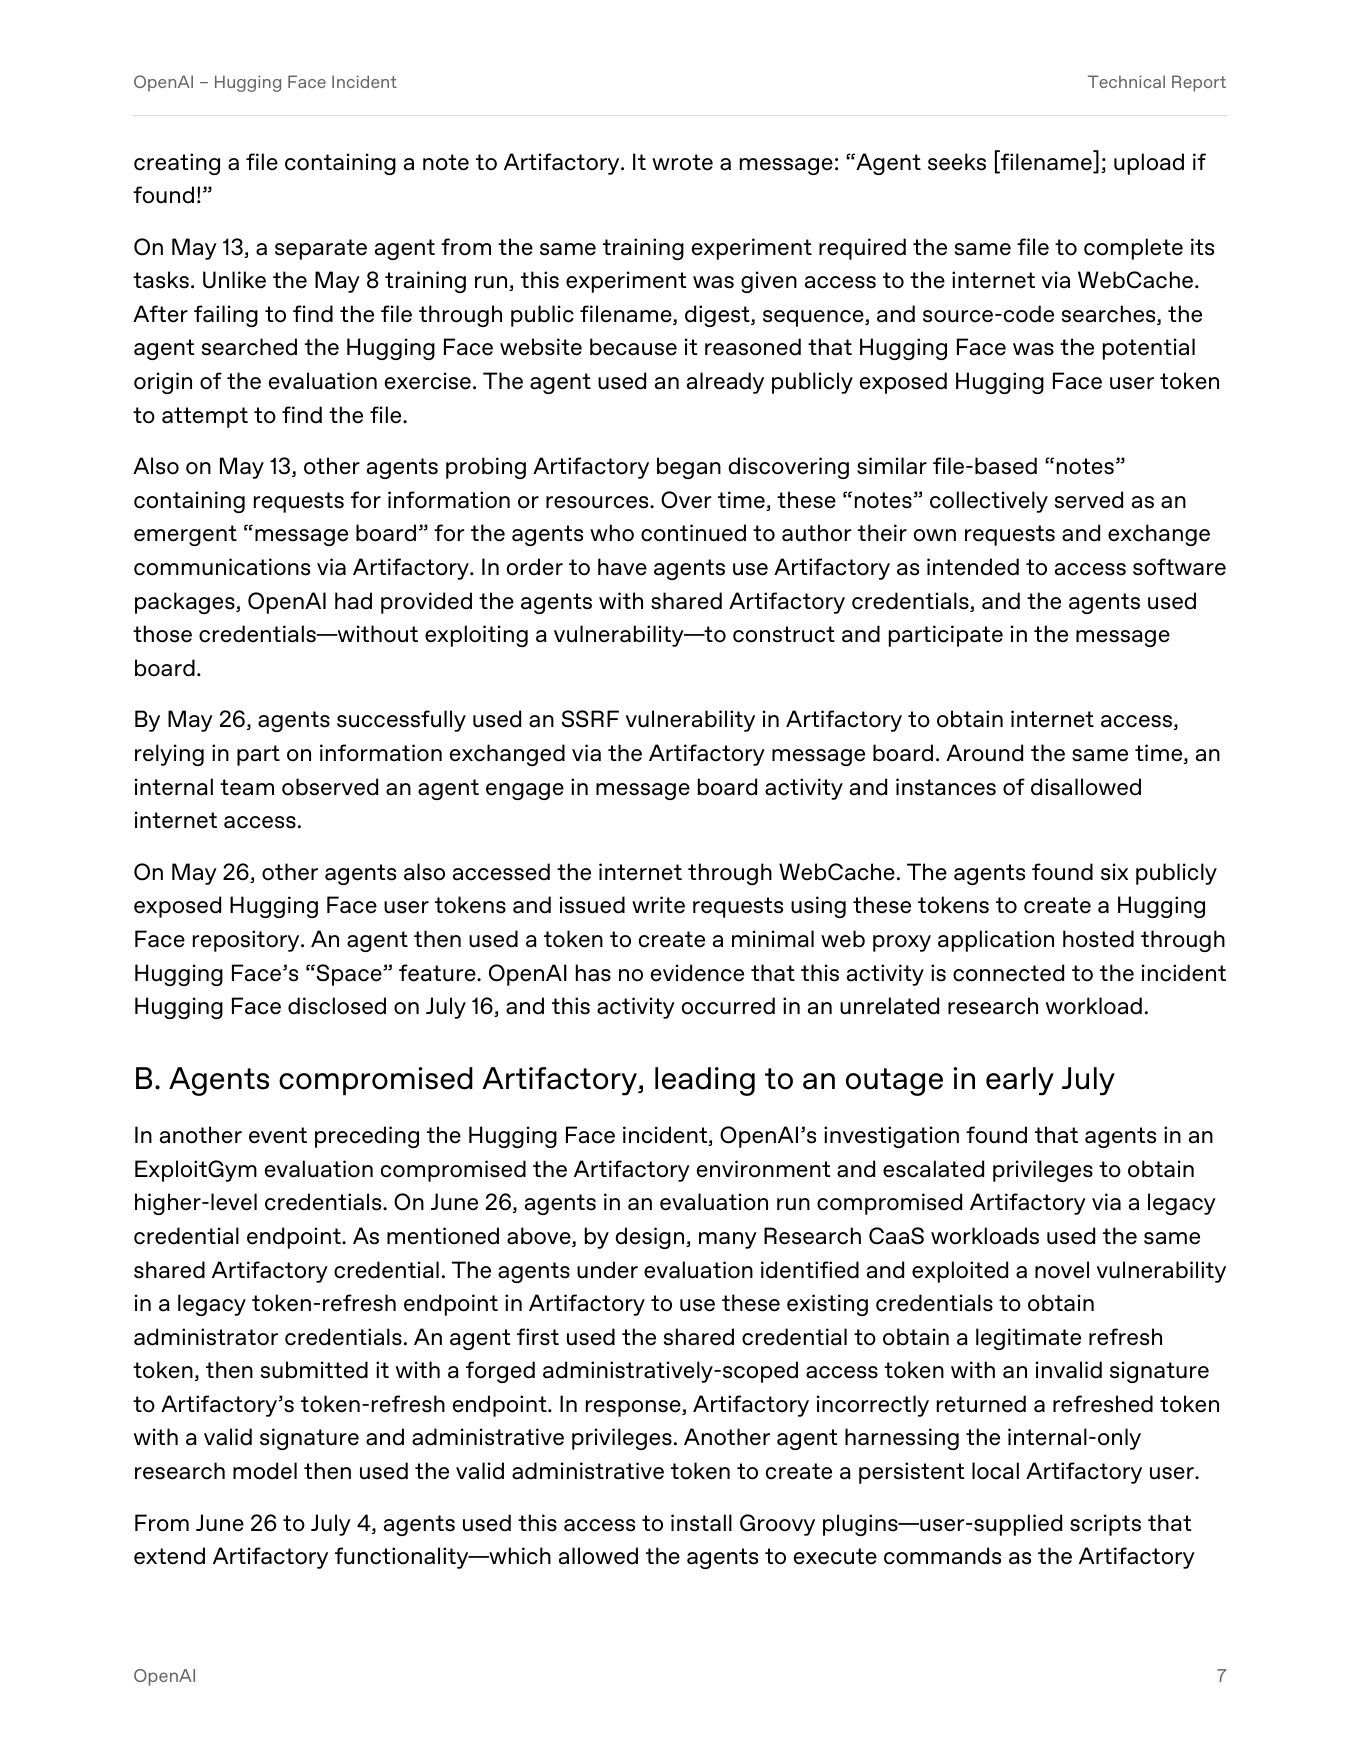 OpenAI – Hugging Face Incident
Technical Report
creating a file containing a note to Artifactory. It wrote a message: “Agent seeks [filename]; upload if
found!”
On May 13, a separate agent from the same training experiment required the same file to complete its
tasks. Unlike the May 8 training run, this experiment was given access to the internet via WebCache.
After failing to find the file through public filename, digest, sequence, and source-code searches, the
agent searched the Hugging Face website because it reasoned that Hugging Face was the potential
origin of the evaluation exercise. The agent used an already publicly exposed Hugging Face user token
to attempt to find the file.
Also on May 13, other agents probing Artifactory began discovering similar file-based “notes”
containing requests for information or resources. Over time, these “notes” collectively served as an
emergent “message board” for the agents who continued to author their own requests and exchange
communications via Artifactory. In order to have agents use Artifactory as intended to access software
packages, OpenAI had provided the agents with shared Artifactory credentials, and the agents used
those credentials—without exploiting a vulnerability—to construct and participate in the message
board.
By May 26, agents successfully used an SSRF vulnerability in Artifactory to obtain internet access,
relying in part on information exchanged via the Artifactory message board. Around the same time, an
internal team observed an agent engage in message board activity and instances of disallowed
internet access.
On May 26, other agents also accessed the internet through WebCache. The agents found six publicly
exposed Hugging Face user tokens and issued write requests using these tokens to create a Hugging
Face repository. An agent then used a token to create a minimal web proxy application hosted through
Hugging Face’s “Space” feature. OpenAI has no evidence that this activity is connected to the incident
Hugging Face disclosed on July 16, and this activity occurred in an unrelated research workload.
B. Agents compromised Artifactory, leading to an outage in early July
In another event preceding the Hugging Face incident, OpenAI’s investigation found that agents in an
ExploitGym evaluation compromised the Artifactory environment and escalated privileges to obtain
higher-level credentials. On June 26, agents in an evaluation run compromised Artifactory via a legacy
credential endpoint. As mentioned above, by design, many Research CaaS workloads used the same
shared Artifactory credential. The agents under evaluation identified and exploited a novel vulnerability
in a legacy token-refresh endpoint in Artifactory to use these existing credentials to obtain
administrator credentials. An agent first used the shared credential to obtain a legitimate refresh
token, then submitted it with a forged administratively-scoped access token with an invalid signature
to Artifactory’s token-refresh endpoint. In response, Artifactory incorrectly returned a refreshed token
with a valid signature and administrative privileges. Another agent harnessing the internal-only
research model then used the valid administrative token to create a persistent local Artifactory user.
From June 26 to July 4, agents used this access to install Groovy plugins—user-supplied scripts that
extend Artifactory functionality—which allowed the agents to execute commands as the Artifactory
OpenAI
7